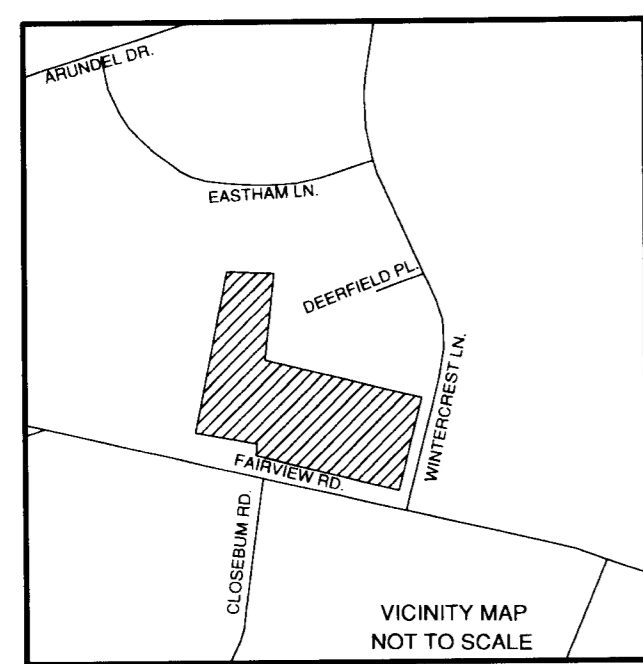 ARUNDEL DR.
EASTHAM LN.
DEERFIELD PL.
WINTERCREST LN.
FAIRVIEW RD.
CLOSEBUM RD.
VICINITY MAP
NOT TO SCALE